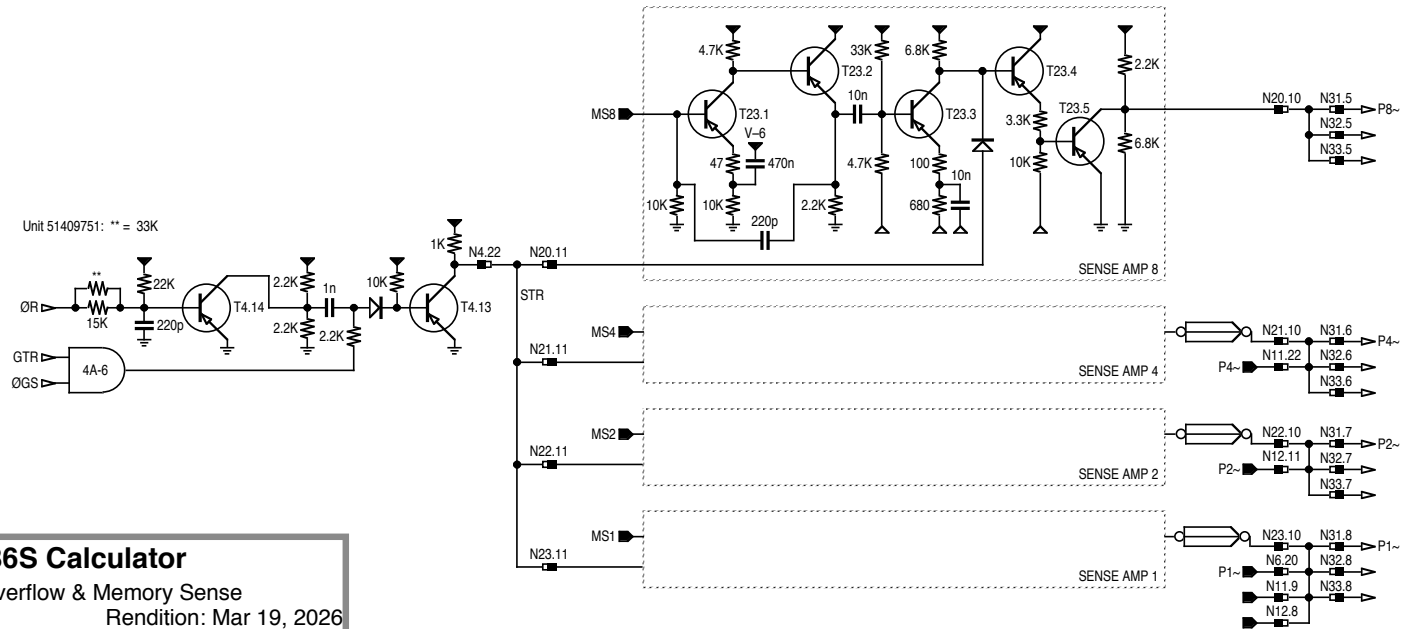 4.7K
T23.2
33K
6.8K
T23.4
2.2K
MS8
T23.1
10n
T23.3
T23.5
N20.10
N31.5
P8~
N32.5
N33.5
V–6
47
470n
4.7K
100
10n
3.3K
10K
6.8K
10K
10K
220p
2.2K
680
SENSE AMP 8
Unit 51409751: ** = 33K
**
22K
2.2K
1n
10K
1K
N4.22
N20.11
ØR
15K
220p
T4.14
2.2K
2.2K
T4.13
STR
GTR
ØGS
4A-6
MS4
N21.11
SENSE AMP 4
N21.10
N31.6
P4~
P4~
N11.22
N32.6
N33.6
MS2
N22.11
SENSE AMP 2
N22.10
N31.7
P2~
P2~
N12.11
N32.7
N33.7
MS1
N23.11
SENSE AMP 1
N23.10
N31.8
P1~
P1~
N6.20
N32.8
N11.9
N33.8
N12.8
6S Calculator
verflow & Memory Sense
Rendition: Mar 19, 2026